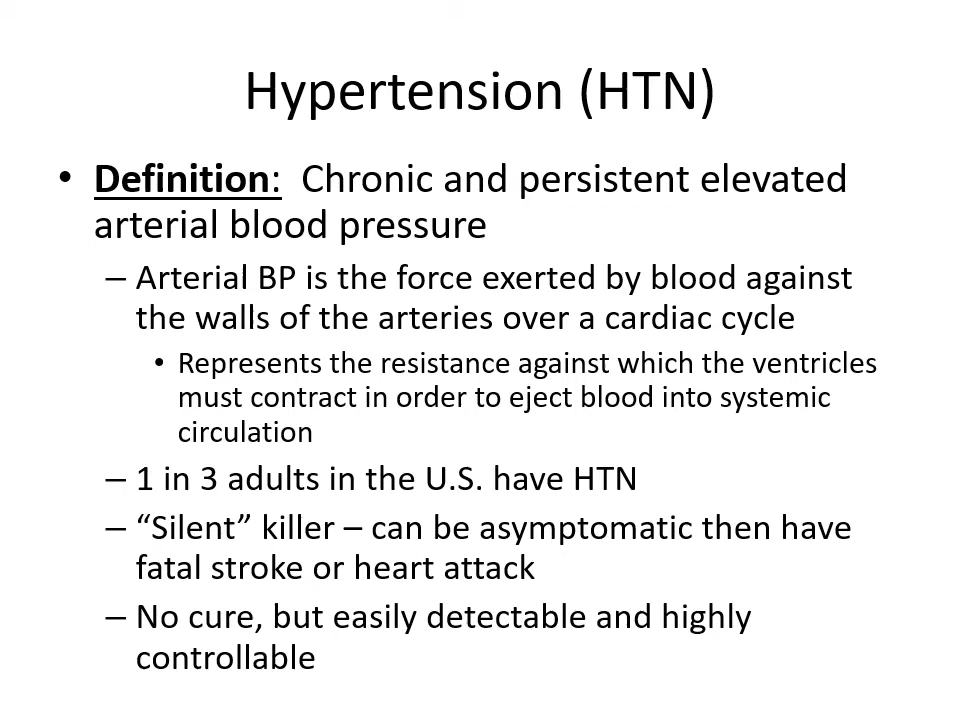 Hypertension (HTN)
• Definition: Chronic and persistent elevated
arterial blood pressure
– Arterial BP is the force exerted by blood against
the walls of the arteries over a cardiac cycle
• Represents the resistance against which the ventricles
must contract in order to eject blood into systemic
circulation
– 1 in 3 adults in the U.S. have HTN
– “Silent” killer – can be asymptomatic then have
fatal stroke or heart attack
– No cure, but easily detectable and highly
controllable